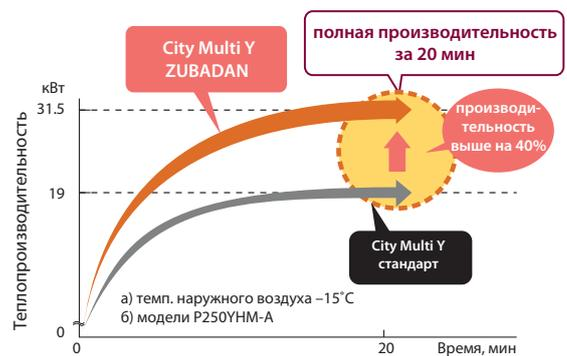 полная производительность
за 20 мин
City Multi Y
ZUBADAN
кВт
31.5
производи-
тельность
выше на 40%
Теплопроизводительность
19
City Multi Y
стандарт
а) темп. наружного воздуха –15˚С
б) модели P250YHM-A
0
0
20
Время, мин